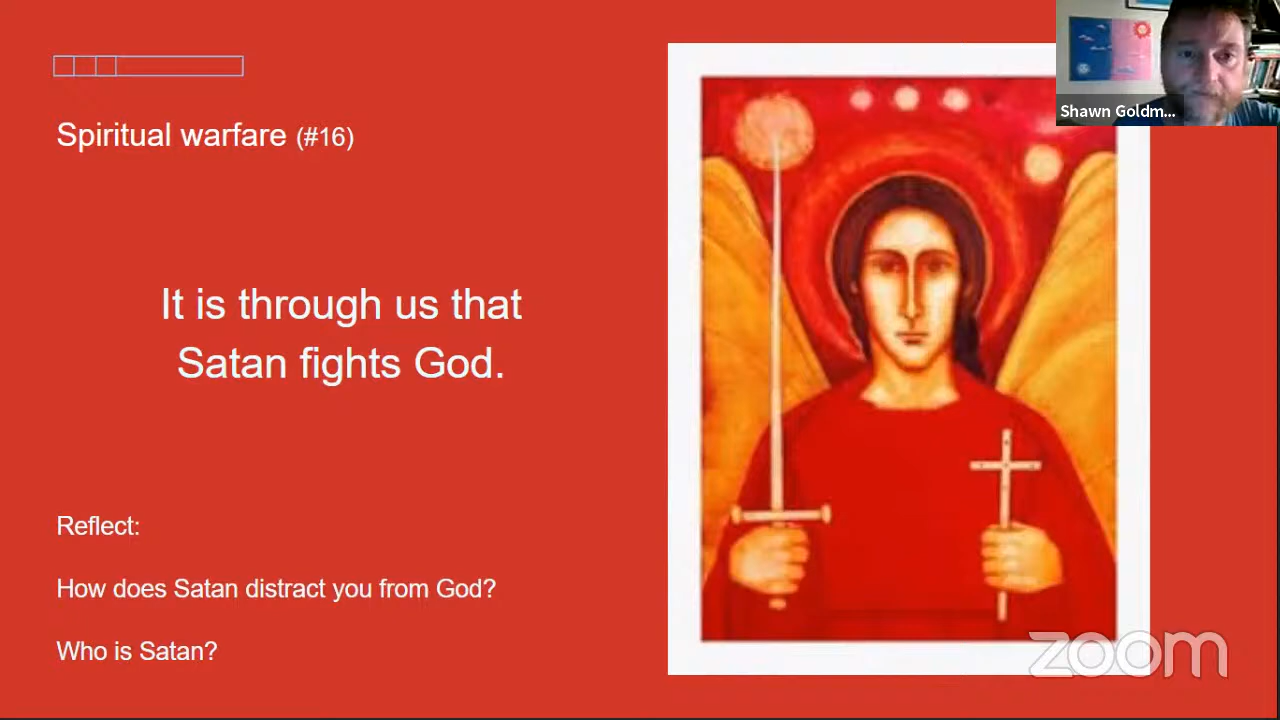 Spiritual warfare (#16)
It is through us that
Satan fights God.
Reflect:
How does Satan distract you from God?
Who is Satan?
Shawn Goldm...
zoom